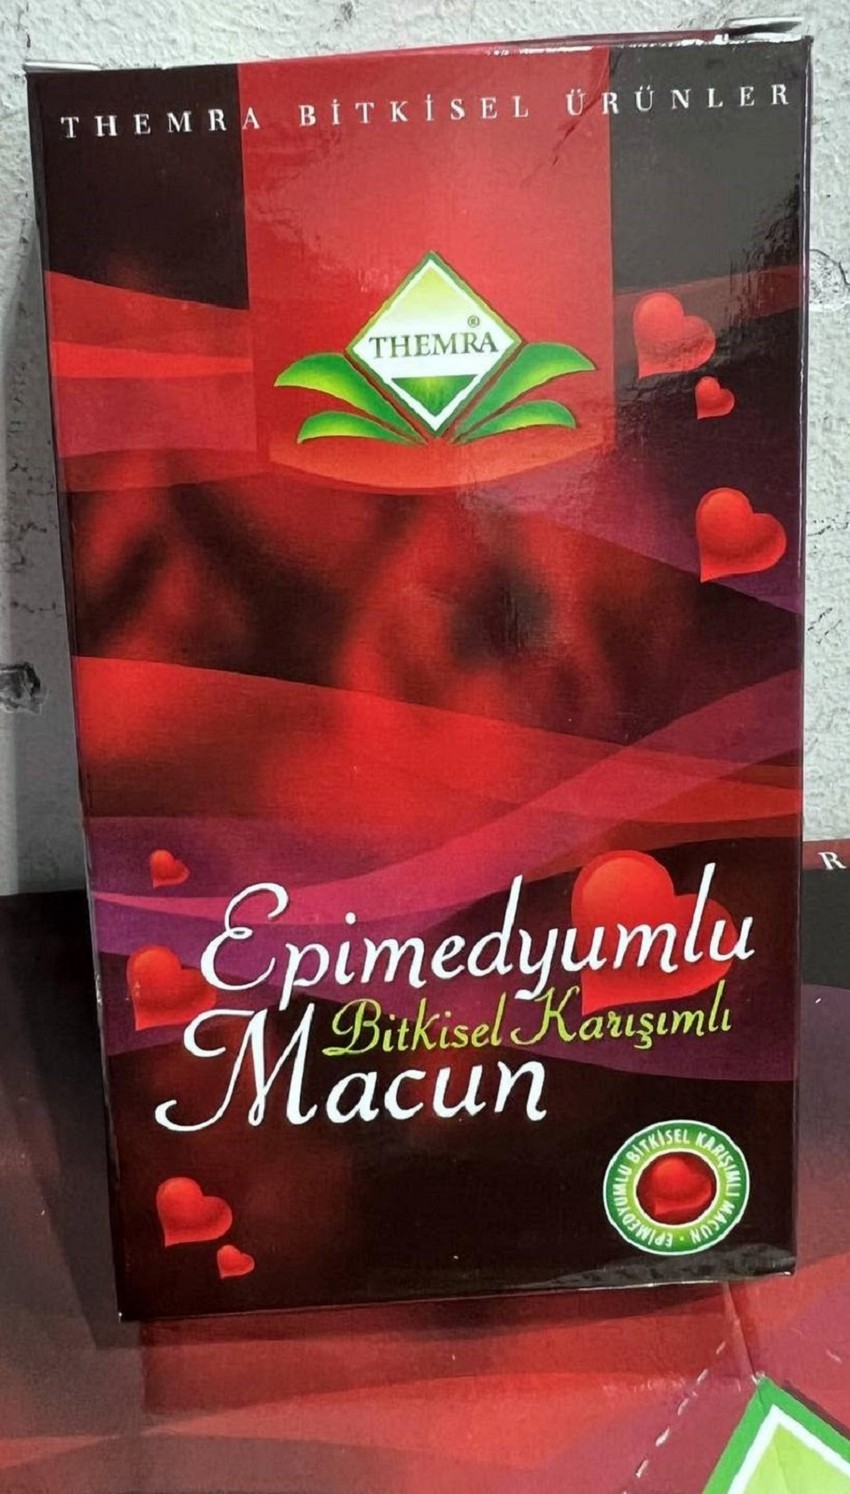 THEMRA BİTKİSEL ÜRÜNLER
THEMRA®
Epimedyumlu
Bitkisel Karışımlı
Macun
EPİMEDYUMLU BİTKİSEL KARIŞIMLI MACUN •
R